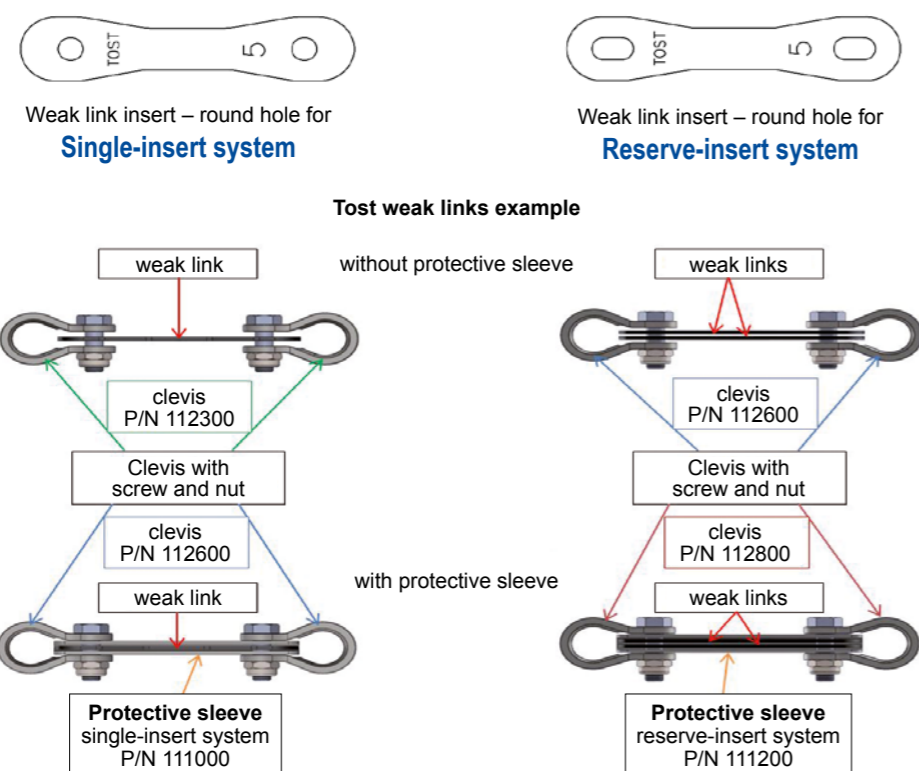 TOST 5
TOST 5
Weak link insert – round hole for
Single-insert system
Weak link insert – round hole for
Reserve-insert system
Tost weak links example
weak link
without protective sleeve
weak links
clevis
P/N 112300
clevis
P/N 112600
Clevis with
screw and nut
Clevis with
screw and nut
clevis
P/N 112600
clevis
P/N 112800
with protective sleeve
weak link
weak links
Protective sleeve
single-insert system
P/N 111000
Protective sleeve
reserve-insert system
P/N 111200